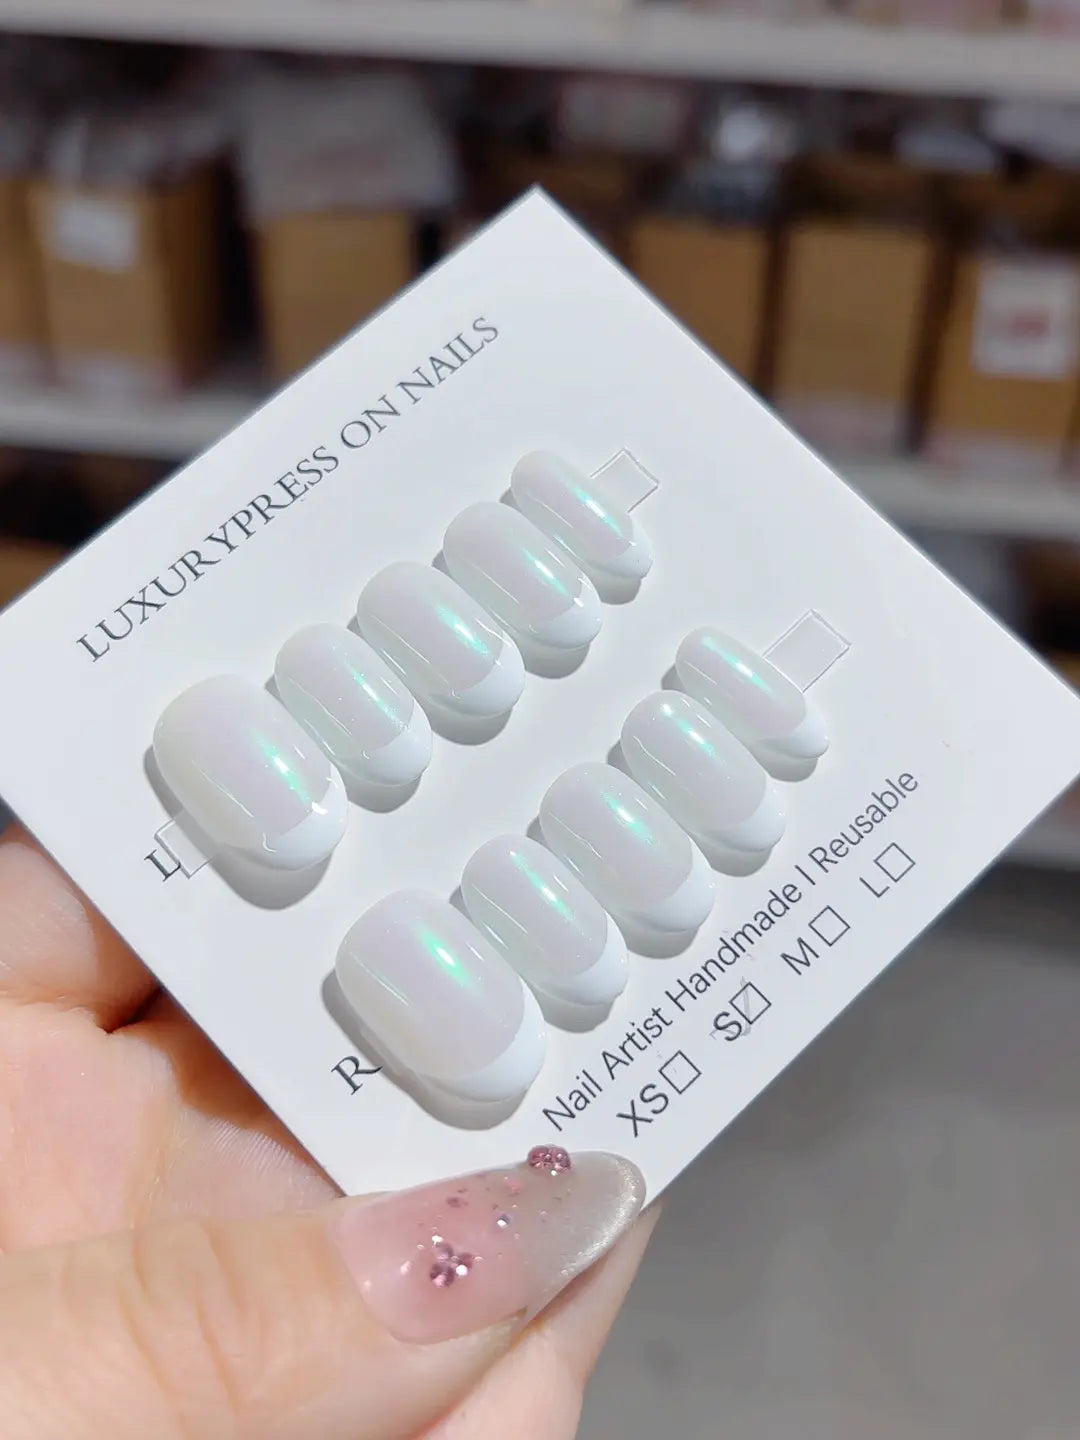 LUXURYPRESS ON NAILS
L
R
Nail Artist Handmade I Reusable
XS□ S□ M□ L□